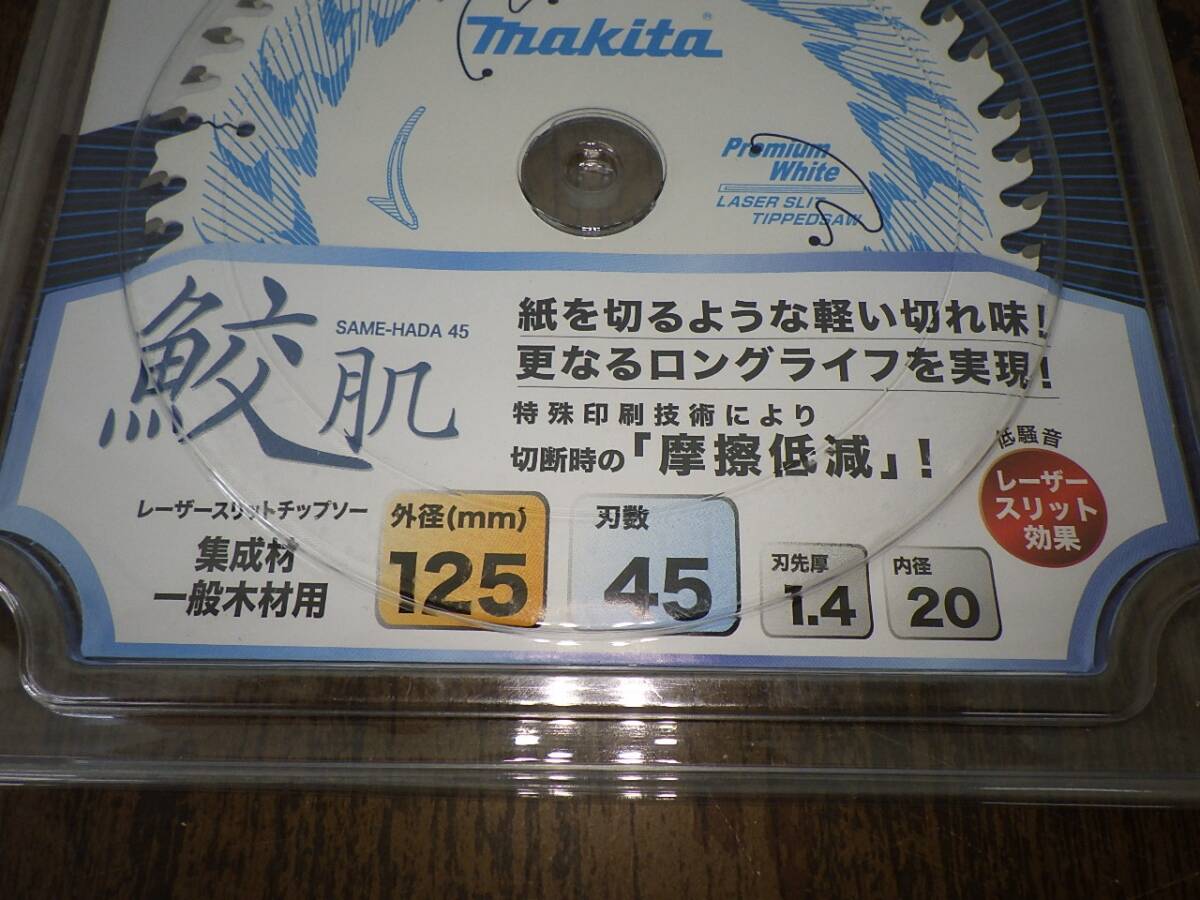 makita®
Premium
White
LASER SLIT
TIPPEDSAW
鮫肌
SAME-HADA 45
紙を切るような軽い切れ味!
更なるロングライフを実現!
特殊印刷技術により
切断時の「摩擦低減」!
低騒音
レーザー
スリット
効果
レーザースリットチップソー
集成材
一般木材用
外径(mm)
125
刃数
45
刃先厚
1.4
内径
20